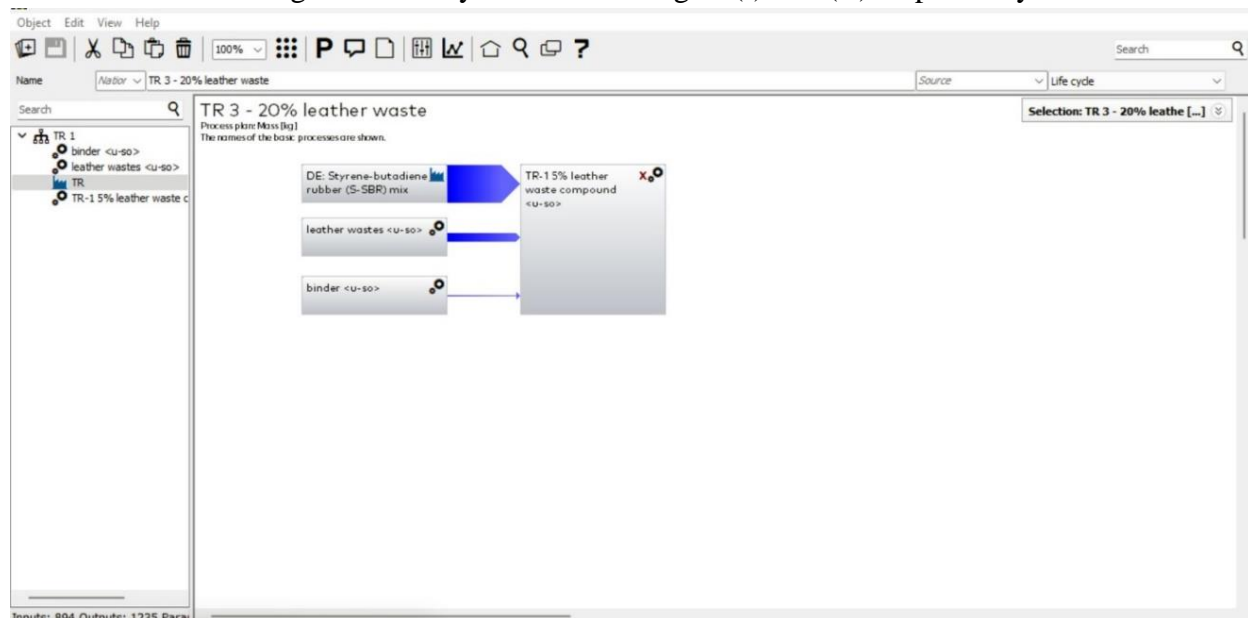 Object Edit View Help
100%
Search
Name Nation TR 3 - 20% leather waste Source Life cycle
Search
TR 1
binder <u-so>
leather wastes <u-so>
TR
TR-1 5% leather waste c
TR 3 - 20% leather waste
Process plan: Mass [kg]
The names of the basic processes are shown.
Selection: TR 3 - 20% leathe [...]
DE: Styrene-butadiene
rubber (S-SBR) mix
TR-1 5% leather
waste compound
<u-so>
leather wastes <u-so>
binder <u-so>